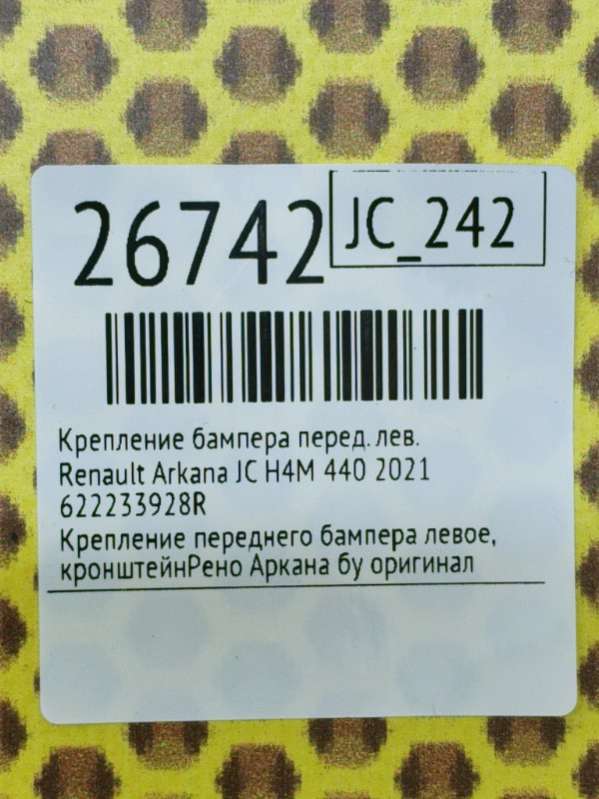 26742
JC_242
Крепление бампера перед. лев.
Renault Arkana JC H4M 440 2021
622233928R
Крепление переднего бампера левое,
кронштейнРено Аркана бу оригинал